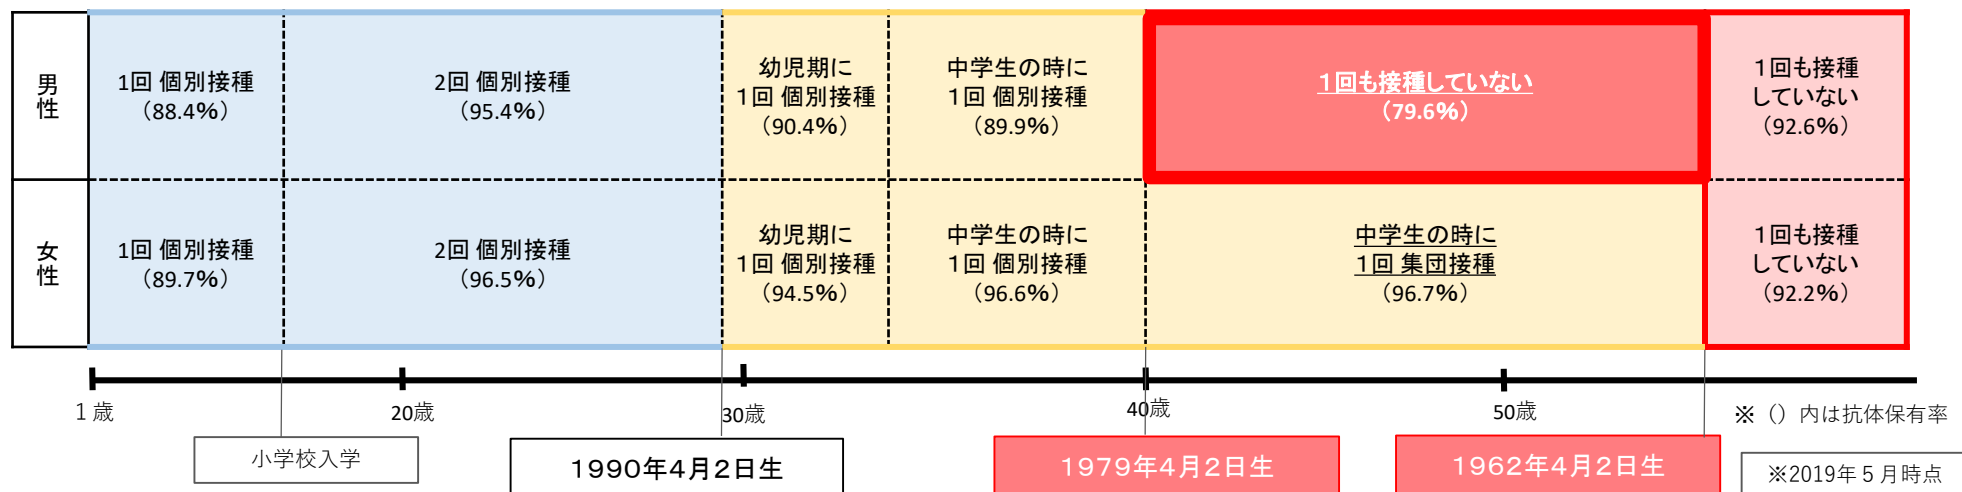 男性
1回 個別接種
（88.4%）
2回 個別接種
（95.4%）
幼児期に
1回 個別接種
（90.4%）
中学生の時に
1回 個別接種
（89.9%）
1回も接種していない
（79.6%）
1回も接種
していない
（92.6%）
女性
1回 個別接種
（89.7%）
2回 個別接種
（96.5%）
幼児期に
1回 個別接種
（94.5%）
中学生の時に
1回 個別接種
（96.6%）
中学生の時に
1回 集団接種
（96.7%）
1回も接種
していない
（92.2%）
1歳
20歳
30歳
40歳
50歳
※（）内は抗体保有率
小学校入学
1990年4月2日生
1979年4月2日生
1962年4月2日生
※2019年5月時点